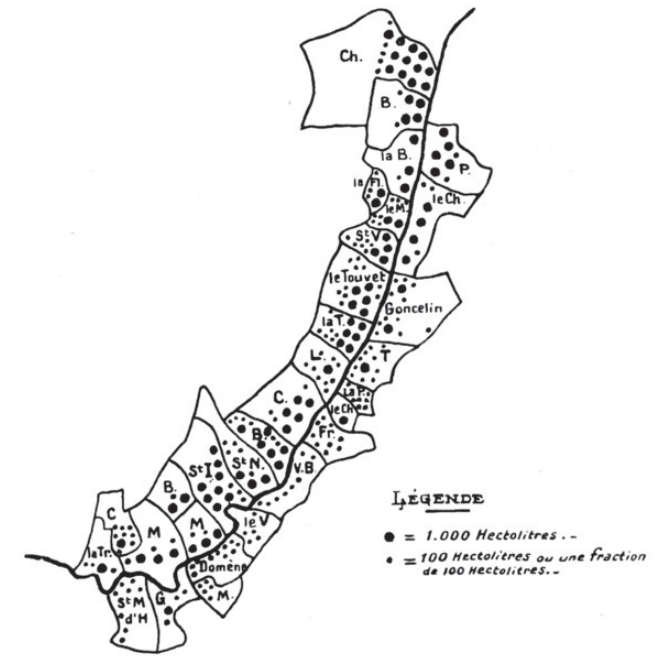 Ch.
B.
la B.
P.
la Fl.
le Ch.
le M.
St V.
le Touvet
Goncelin
la T.
L.
T
La P.
C.
le Ch.
B.
Fr.
St N.
St I.
V.B.
B.
C
M
M
le V.
la Tr.
Domène
St M
d'H
G
M.
LÉGENDE
= 1.000 Hectolitres. --
= 100 Hectolitres ou une fraction
de 100 Hectolitres. --